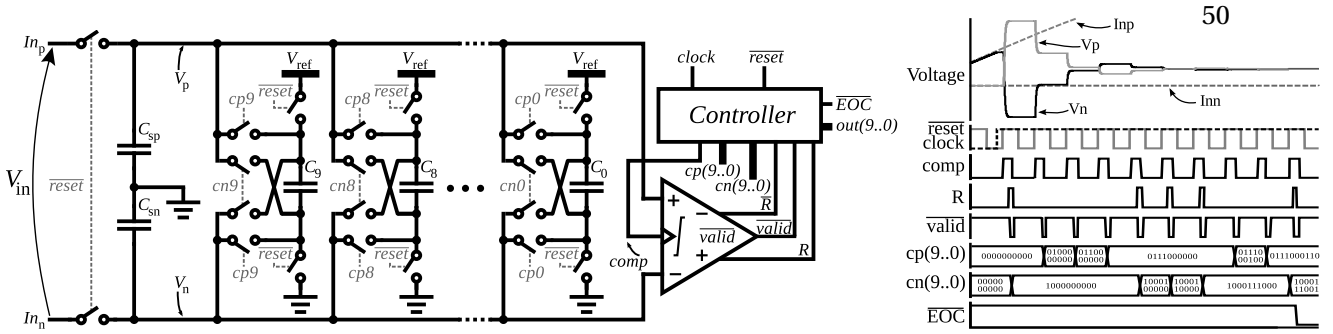 50
In_p
V_p
V_in
reset
C_sp
C_sn
V_n
In_n
V_ref
reset
cp9
cn9
C_9
cp9
reset
V_ref
reset
cp8
cn8
C_8
cp8
reset
V_ref
reset
cp0
cn0
C_0
cp0
reset
clock
reset
Controller
EOC
out(9..0)
cp(9..0)
cn(9..0)
R
valid
valid
R
comp
+
−
−
+
Voltage
Inp
Vp
Inn
Vn
reset
clock
comp
R
valid
cp(9..0)
0000000000
01000
00000
01100
00000
0111000000
01110
00100
0111000110
cn(9..0)
00000
00000
1000000000
10001
00000
10001
10000
1000111000
10001
11001
EOC